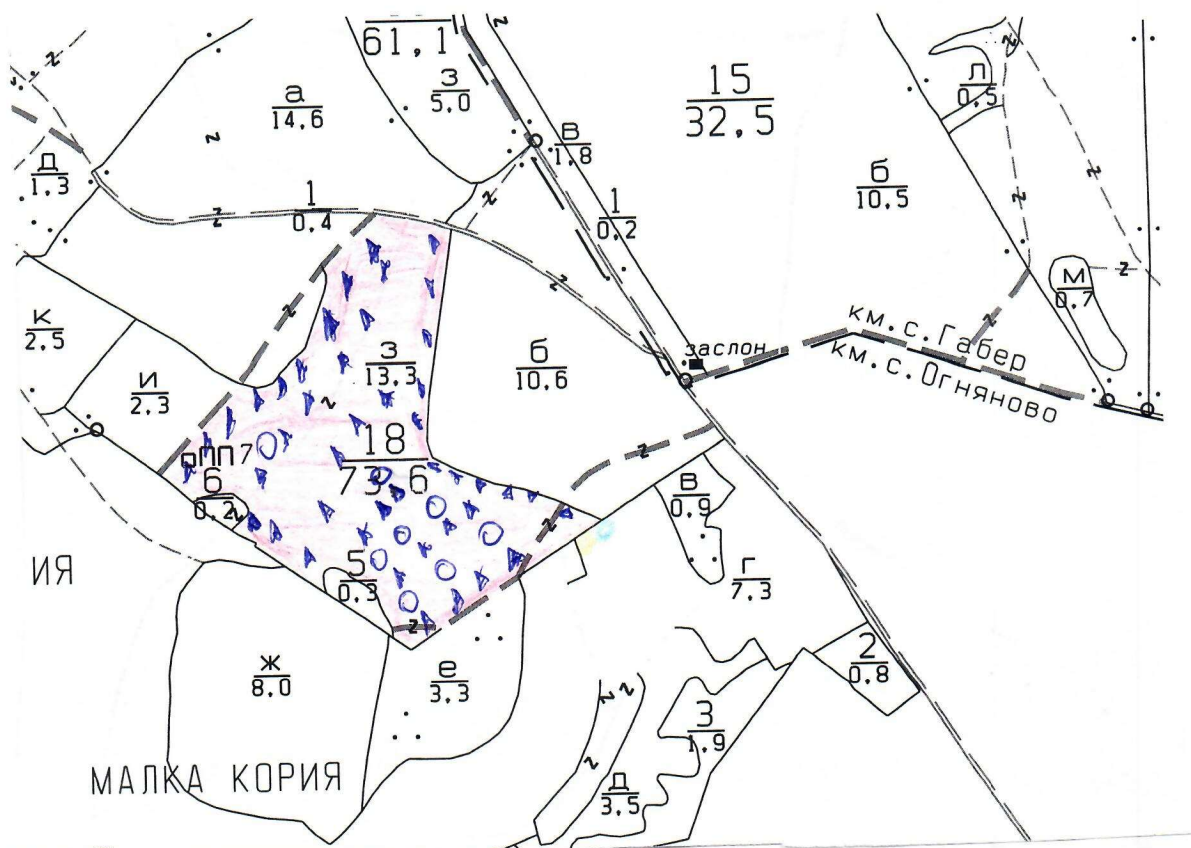 61,1
з
5,0
15
32,5
л
0,5
а
14,6
В
1,8
д
1,3
б
10,5
1
0,4
1
0,2
м
0,7
к
2,5
км.с.Габер
заслон
км.с.Огняново
з
13,3
б
10,6
и
2,3
18
73,6
ПП 7
6
0,2
В
0,9
ИЯ
5
0,3
г
7,3
ж
8,0
е
3,3
2
0,8
3
1,9
МАЛКА КОРИЯ
д
3,5